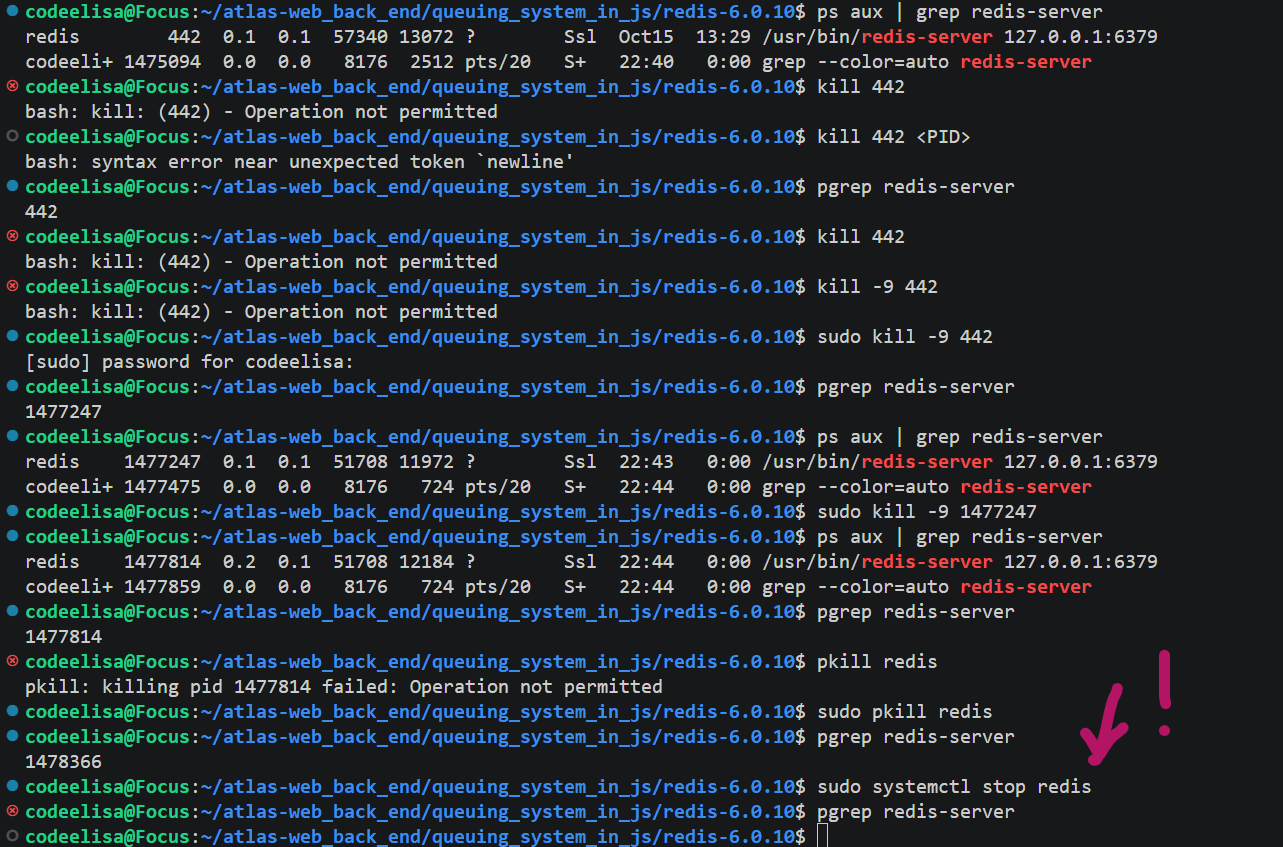 codeelisa@Focus:~/atlas-web_back_end/queuing_system_in_js/redis-6.0.10$ ps aux | grep redis-server
redis        442  0.1  0.1  57340 13072 ?        Ssl  Oct15  13:29 /usr/bin/redis-server 127.0.0.1:6379
codeeli+ 1475094  0.0  0.0   8176  2512 pts/20   S+   22:40   0:00 grep --color=auto redis-server
codeelisa@Focus:~/atlas-web_back_end/queuing_system_in_js/redis-6.0.10$ kill 442
bash: kill: (442) - Operation not permitted
codeelisa@Focus:~/atlas-web_back_end/queuing_system_in_js/redis-6.0.10$ kill 442 <PID>
bash: syntax error near unexpected token `newline'
codeelisa@Focus:~/atlas-web_back_end/queuing_system_in_js/redis-6.0.10$ pgrep redis-server
442
codeelisa@Focus:~/atlas-web_back_end/queuing_system_in_js/redis-6.0.10$ kill 442
bash: kill: (442) - Operation not permitted
codeelisa@Focus:~/atlas-web_back_end/queuing_system_in_js/redis-6.0.10$ kill -9 442
bash: kill: (442) - Operation not permitted
codeelisa@Focus:~/atlas-web_back_end/queuing_system_in_js/redis-6.0.10$ sudo kill -9 442
[sudo] password for codeelisa:
codeelisa@Focus:~/atlas-web_back_end/queuing_system_in_js/redis-6.0.10$ pgrep redis-server
1477247
codeelisa@Focus:~/atlas-web_back_end/queuing_system_in_js/redis-6.0.10$ ps aux | grep redis-server
redis    1477247  0.1  0.1  51708 11972 ?        Ssl  22:43   0:00 /usr/bin/redis-server 127.0.0.1:6379
codeeli+ 1477475  0.0  0.0   8176   724 pts/20   S+   22:44   0:00 grep --color=auto redis-server
codeelisa@Focus:~/atlas-web_back_end/queuing_system_in_js/redis-6.0.10$ sudo kill -9 1477247
codeelisa@Focus:~/atlas-web_back_end/queuing_system_in_js/redis-6.0.10$ ps aux | grep redis-server
redis    1477814  0.2  0.1  51708 12184 ?        Ssl  22:44   0:00 /usr/bin/redis-server 127.0.0.1:6379
codeeli+ 1477859  0.0  0.0   8176   724 pts/20   S+   22:44   0:00 grep --color=auto redis-server
codeelisa@Focus:~/atlas-web_back_end/queuing_system_in_js/redis-6.0.10$ pgrep redis-server
1477814
codeelisa@Focus:~/atlas-web_back_end/queuing_system_in_js/redis-6.0.10$ pkill redis
pkill: killing pid 1477814 failed: Operation not permitted
codeelisa@Focus:~/atlas-web_back_end/queuing_system_in_js/redis-6.0.10$ sudo pkill redis
codeelisa@Focus:~/atlas-web_back_end/queuing_system_in_js/redis-6.0.10$ pgrep redis-server
1478366
!
codeelisa@Focus:~/atlas-web_back_end/queuing_system_in_js/redis-6.0.10$ sudo systemctl stop redis
codeelisa@Focus:~/atlas-web_back_end/queuing_system_in_js/redis-6.0.10$ pgrep redis-server
codeelisa@Focus:~/atlas-web_back_end/queuing_system_in_js/redis-6.0.10$